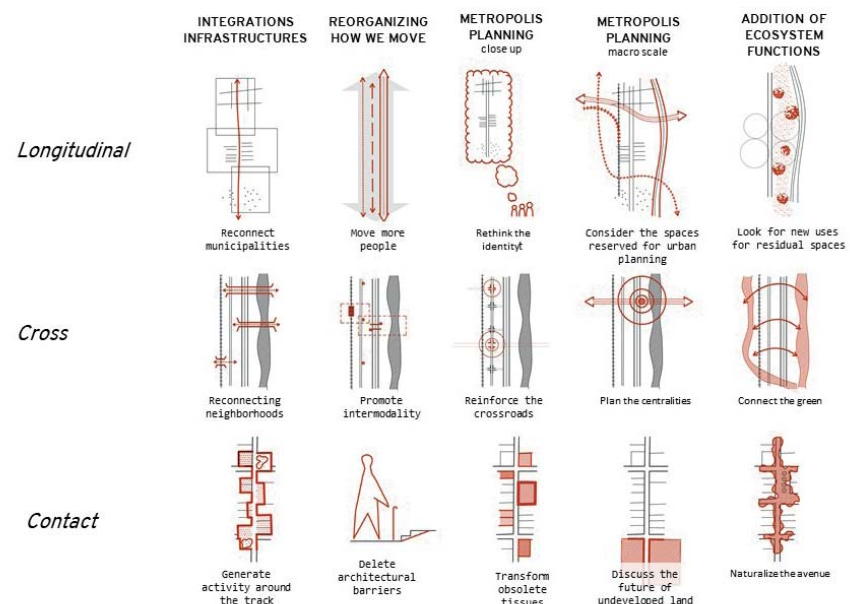 INTEGRATIONS
INFRASTRUCTURES
REORGANIZING
HOW WE MOVE
METROPOLIS
PLANNING
close up
METROPOLIS
PLANNING
macro scale
ADDITION OF
ECOSYSTEM
FUNCTIONS
Longitudinal
Reconnect
municipalities
Move more
people
Rethink the
identity!
Consider the spaces
reserved for urban
planning
Look for new uses
for residual spaces
Cross
Reconnecting
neighborhoods
Promote
intermodality
Reinforce the
crossroads
Plan the centralities
Connect the green
Contact
Generate
activity around
the track
Delete
architectural
barriers
Transform
obsolete
tissues
Discuss the
future of
undeveloped land
Naturalize the avenue